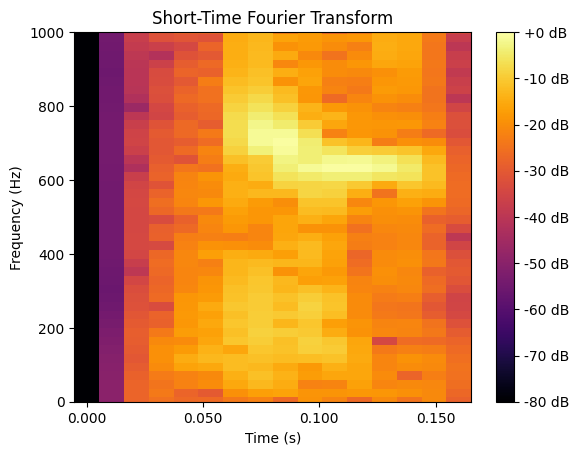 Short-Time Fourier Transform
Frequency (Hz)
1000
800
600
400
200
0
0.000
0.050
0.100
0.150
Time (s)
+0 dB
-10 dB
-20 dB
-30 dB
-40 dB
-50 dB
-60 dB
-70 dB
-80 dB